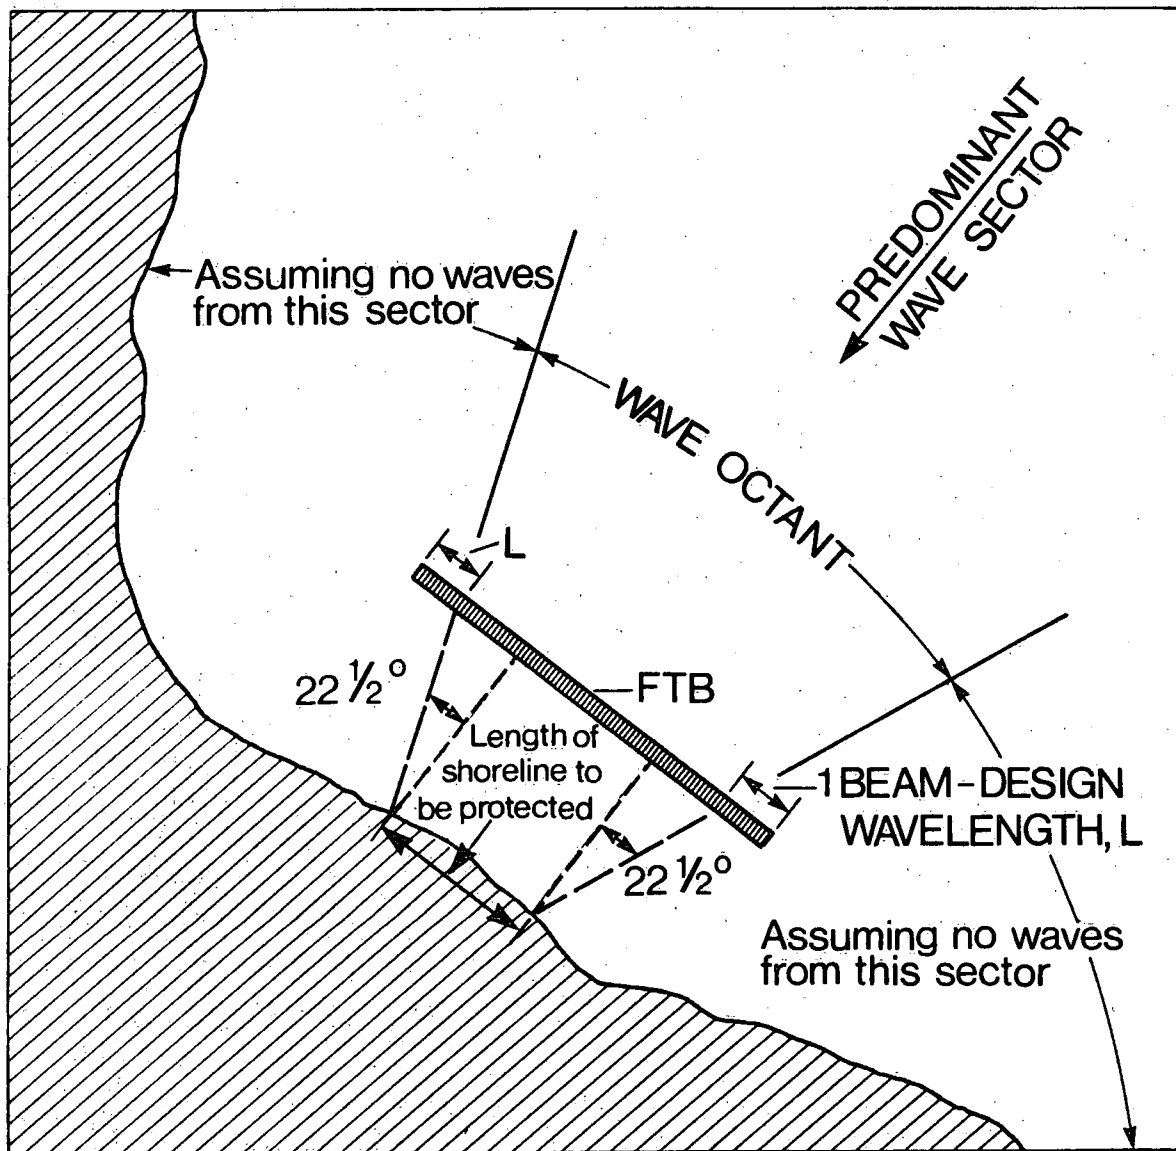 PREDOMINANT
WAVE SECTOR
Assuming no waves
from this sector
WAVE OCTANT
L
22 ½°
FTB
Length of
shoreline to
be protected
1 BEAM-DESIGN
WAVELENGTH, L
22 ½°
Assuming no waves
from this sector